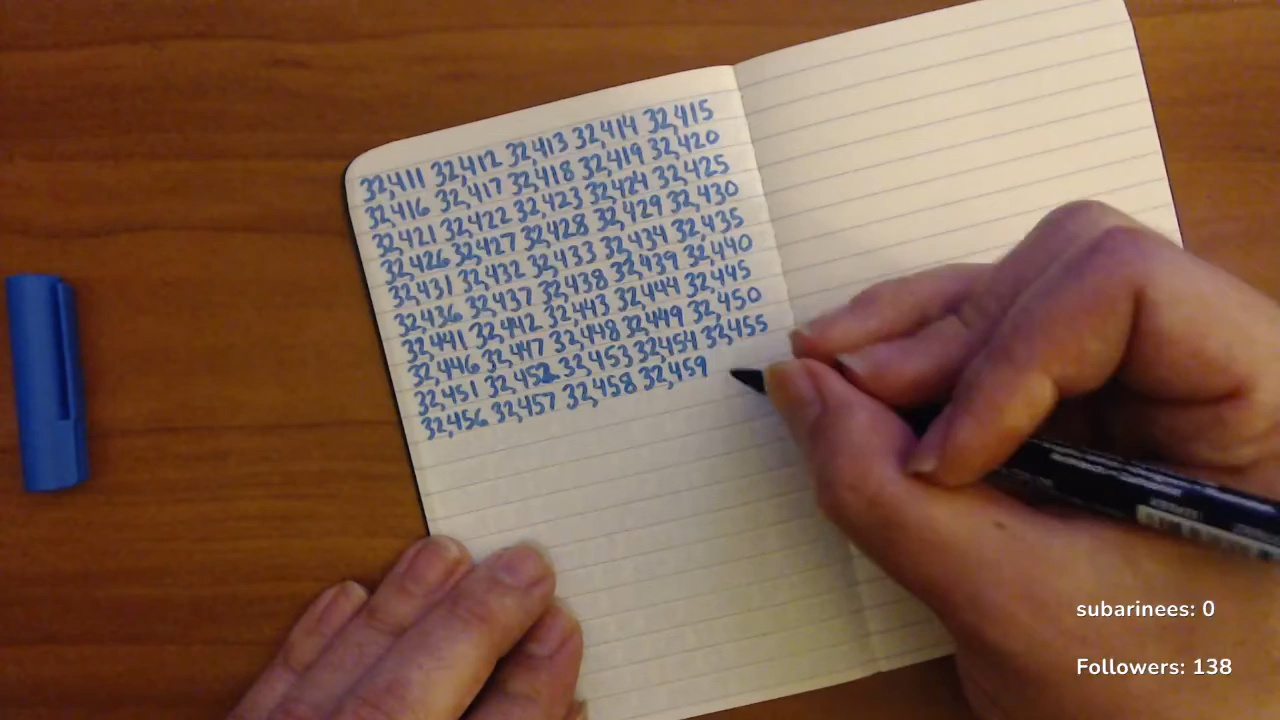 32,411 32,412 32,413 32,414 32,415
32,416 32,417 32,418 32,419 32,420
32,421 32,422 32,423 32,424 32,425
32,426 32,427 32,428 32,429 32,430
32,431 32,432 32,433 32,434 32,435
32,436 32,437 32,438 32,439 32,440
32,441 32,442 32,443 32,444 32,445
32,446 32,447 32,448 32,449 32,450
32,451 32,452 32,453 32,454 32,455
32,456 32,457 32,458 32,459
subarinees: 0
Followers: 138